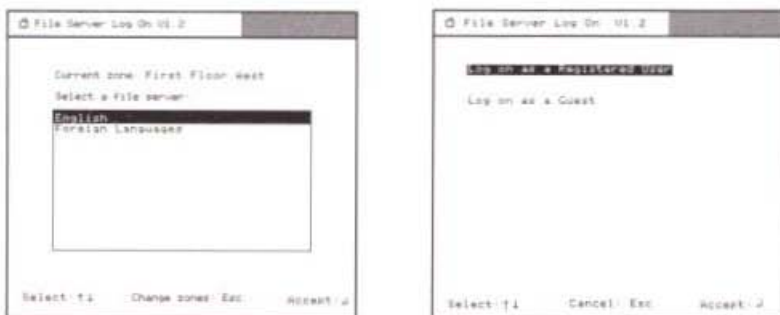 File Server Log On V1.2
Current zone: First Floor West
Select a file server:
English
Foreign Languages
Select: ↑↓ Change zones: Esc Accept: ↵
File Server Log On V1.2
Log on as a Registered User
Log on as a Guest
Select: ↑↓ Cancel: Esc Accept: ↵